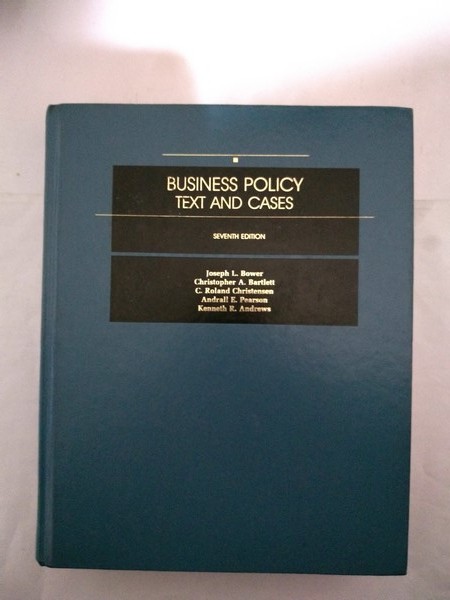 BUSINESS POLICY
TEXT AND CASES
SEVENTH EDITION
Joseph L. Bower
Christopher A. Bartlett
C. Roland Christensen
Andrall E. Pearson
Kenneth R. Andrews